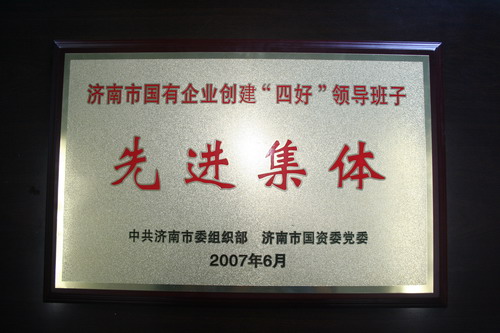 济南市国有企业创建“四好”领导班子
先进集体
中共济南市委组织部 济南市国资委党委
2007年6月